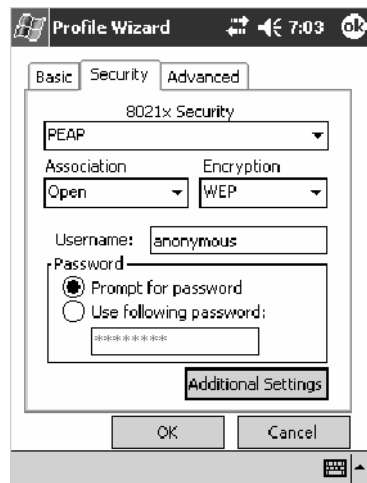 Profile Wizard 7:03 ok
Basic Security Advanced
8021x Security
PEAP
Association Encryption
Open WEP
Username: anonymous
Password
Prompt for password
Use following password:
********
Additional Settings
OK Cancel